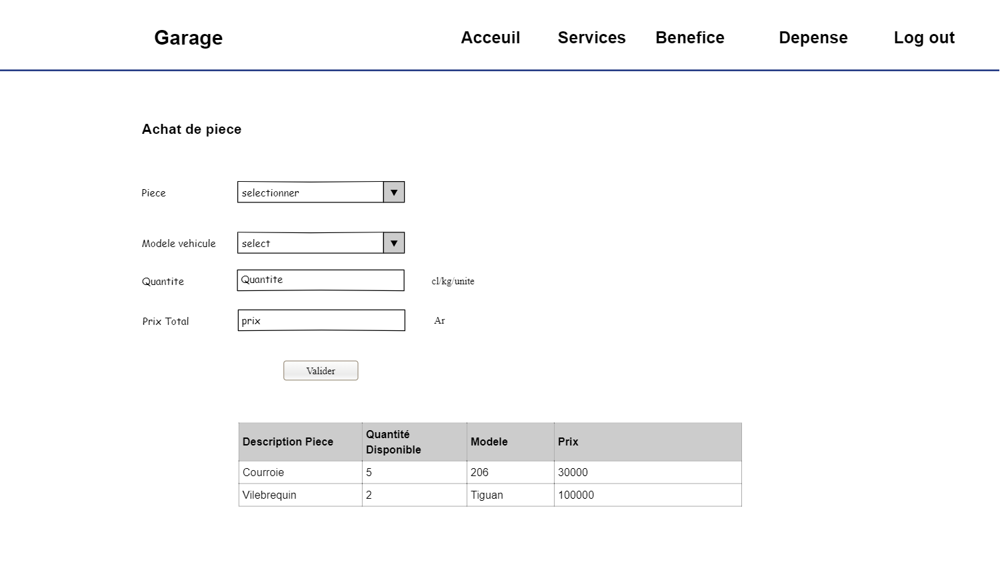 Garage Acceuil Services Benefice Depense Log out
Achat de piece
Piece selectionner
Modele vehicule select
Quantite Quantite cl/kg/unite
Prix Total prix Ar
Valider
Description Piece Quantité Disponible Modele Prix
Courroie 5 206 30000
Vilebrequin 2 Tiguan 100000